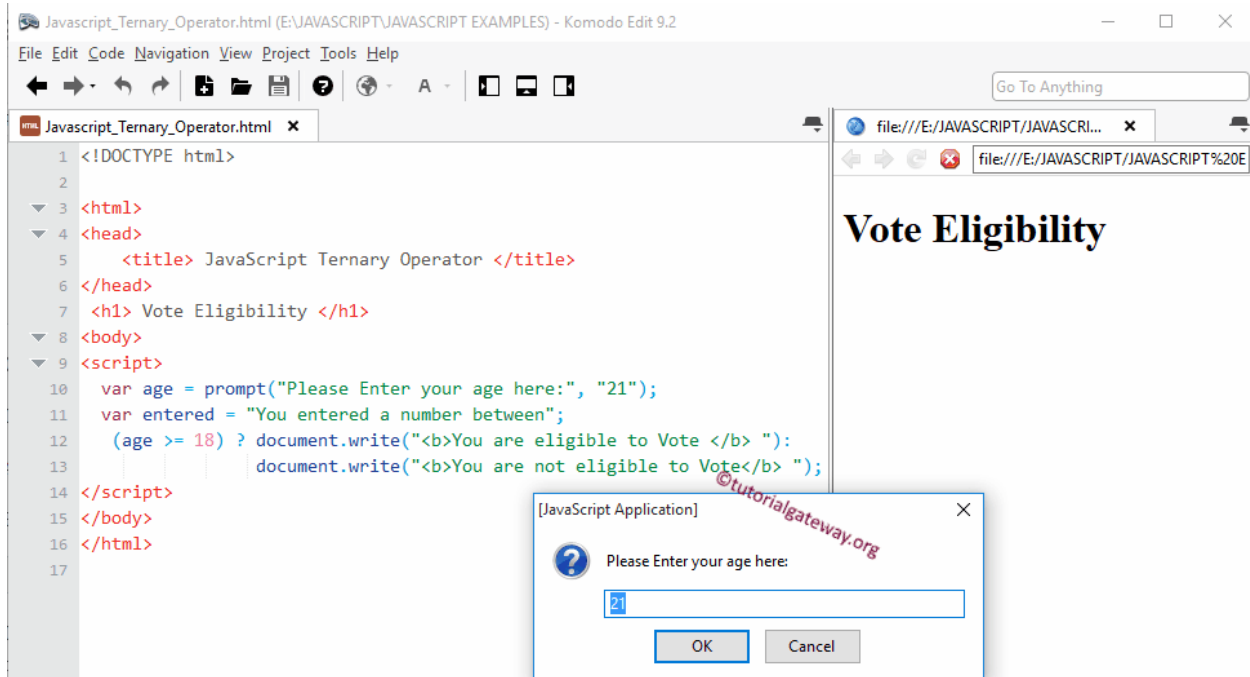 Javascript_Ternary_Operator.html (E:\JAVASCRIPT\JAVASCRIPT EXAMPLES) - Komodo Edit 9.2
File Edit Code Navigation View Project Tools Help
A
Go To Anything
HTML Javascript_Ternary_Operator.html
file:///E:/JAVASCRIPT/JAVASCRI...
file:///E:/JAVASCRIPT/JAVASCRIPT%20E
1 <!DOCTYPE html>
2
3 <html>
4 <head>
5 <title> JavaScript Ternary Operator </title>
6 </head>
7 <h1> Vote Eligibility </h1>
8 <body>
9 <script>
10 var age = prompt("Please Enter your age here:", "21");
11 var entered = "You entered a number between";
12 (age >= 18) ? document.write("<b>You are eligible to Vote </b> "):
13 document.write("<b>You are not eligible to Vote</b> ");
14 </script>
15 </body>
16 </html>
17
Vote Eligibility
©tutorialgateway.org
[JavaScript Application]
Please Enter your age here:
21
OK Cancel